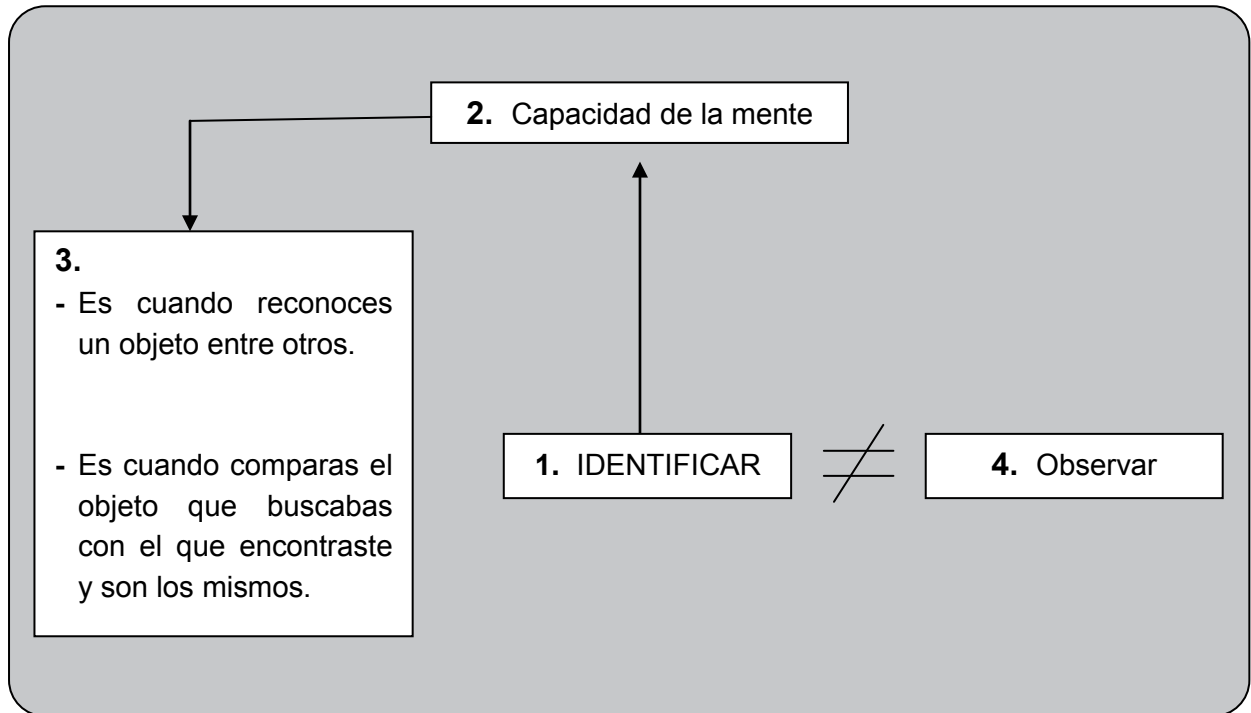 2. Capacidad de la mente
3.
- Es cuando reconoces
un objeto entre otros.
- Es cuando comparas el
objeto que buscabas
con el que encontraste
y son los mismos.
1. IDENTIFICAR
4. Observar